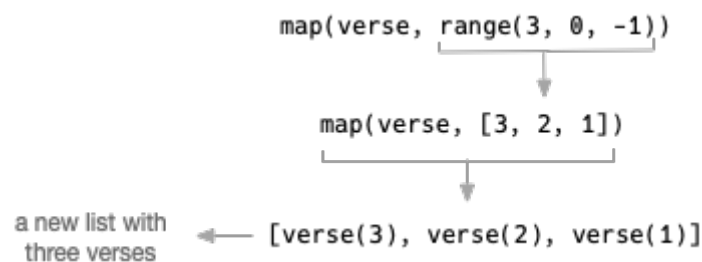 map(verse, range(3, 0, -1))
map(verse, [3, 2, 1])
a new list with
three verses
[verse(3), verse(2), verse(1)]